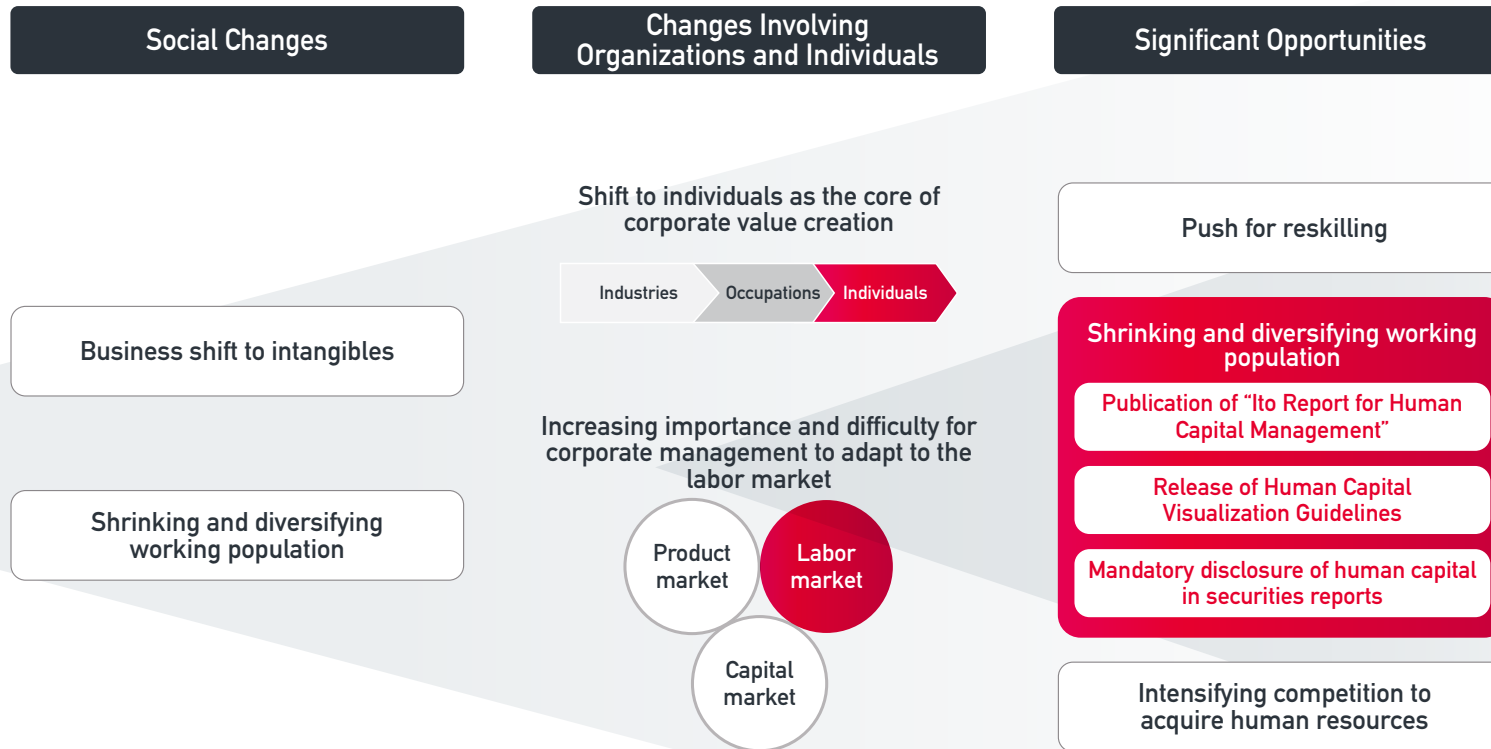 Social Changes
Changes Involving
Organizations and Individuals
Significant Opportunities
Business shift to intangibles
Shrinking and diversifying
working population
Shift to individuals as the core of
corporate value creation
Industries
Occupations
Individuals
Increasing importance and difficulty for
corporate management to adapt to the
labor market
Product
market
Labor
market
Capital
market
Push for reskilling
Shrinking and diversifying working
population
Publication of “Ito Report for Human
Capital Management”
Release of Human Capital
Visualization Guidelines
Mandatory disclosure of human capital
in securities reports
Intensifying competition to
acquire human resources